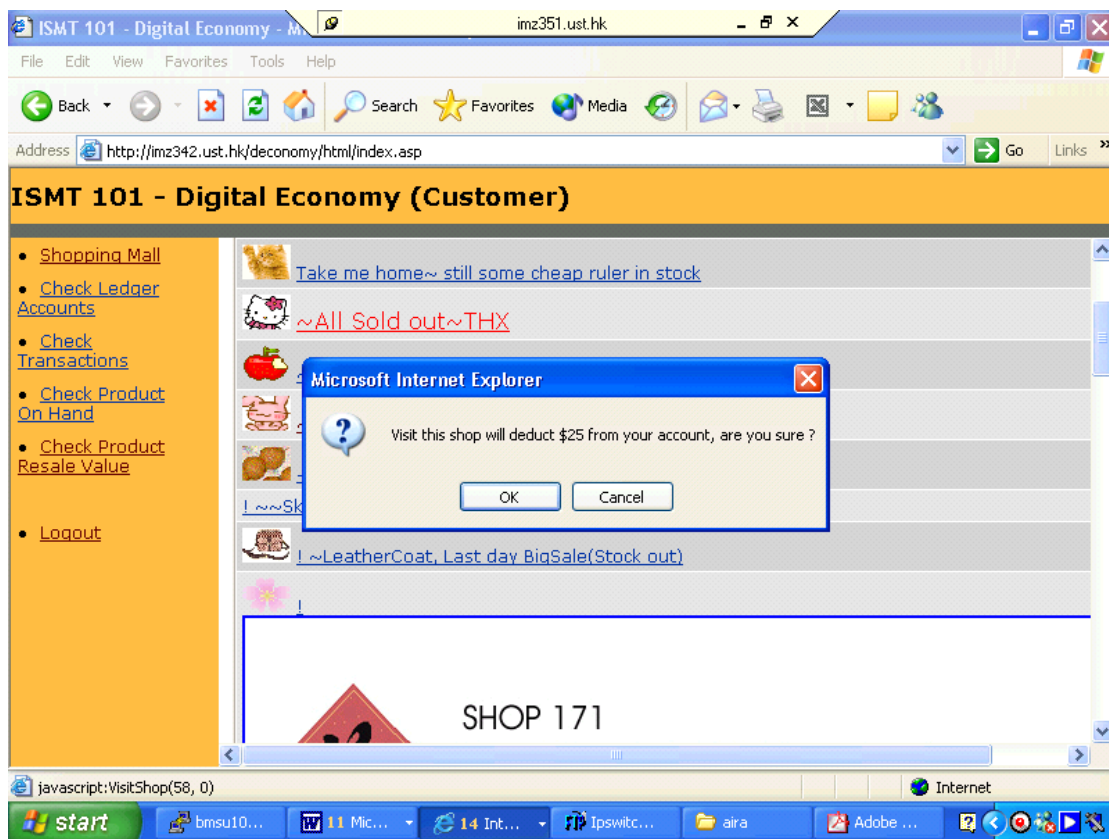 ISMT 101 - Digital Economy - M
imz351.ust.hk
File Edit View Favorites Tools Help
Back Search Favorites Media
Address http://imz342.ust.hk/deconomy/html/index.asp Go Links »
ISMT 101 - Digital Economy (Customer)
Shopping Mall
Check Ledger
Accounts
Check
Transactions
Check Product
On Hand
Check Product
Resale Value
Logout
Take me home~ still some cheap ruler in stock
~All Sold out~THX
Microsoft Internet Explorer
Visit this shop will deduct $25 from your account, are you sure ?
OK Cancel
! ~~Sk
! ~LeatherCoat, Last day BigSale(Stock out)
!
SHOP 171
javascript:VisitShop(58, 0) Internet
start bmsu10... 11 Mic... 14 Int... Ipswitc... aira Adobe ...